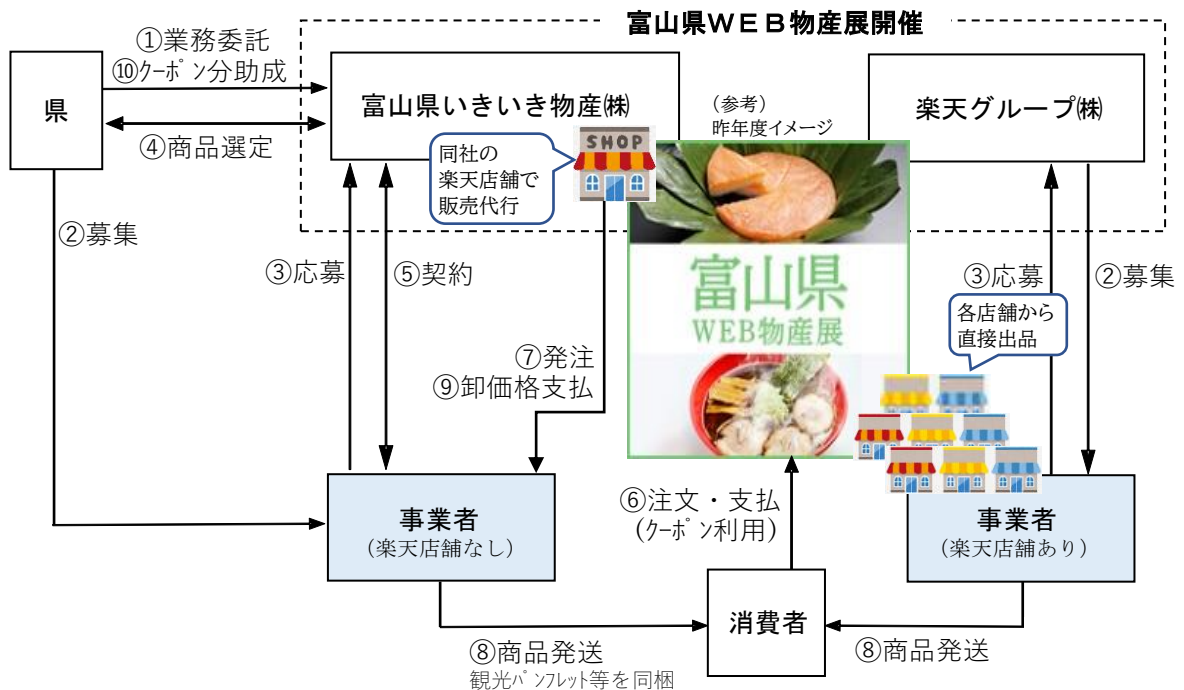 富山県ＷＥＢ物産展開催
①業務委託
⑩ｸｰﾎﾟﾝ分助成
県
④商品選定
富山県いきいき物産㈱
(参考)
昨年度イメージ
楽天グループ㈱
SHOP
同社の
楽天店舗で
販売代行
②募集
③応募
⑤契約
富山県
WEB物産展
③応募
②募集
各店舗から
直接出品
⑦発注
⑨卸価格支払
⑥注文・支払
(ｸｰﾎﾟﾝ利用)
事業者
(楽天店舗なし)
事業者
(楽天店舗あり)
消費者
⑧商品発送
観光ﾊﾟﾝﾌﾚｯﾄ等を同梱
⑧商品発送